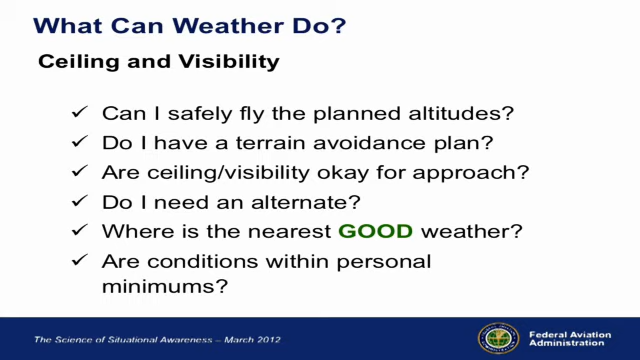 What Can Weather Do?
Ceiling and Visibility
✓ Can I safely fly the planned altitudes?
✓ Do I have a terrain avoidance plan?
✓ Are ceiling/visibility okay for approach?
✓ Do I need an alternate?
✓ Where is the nearest GOOD weather?
✓ Are conditions within personal
minimums?
The Science of Situational Awareness – March 2012
Federal Aviation
Administration